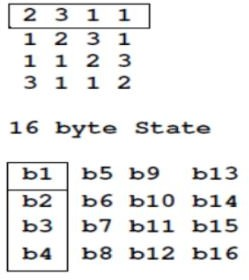 2 3 1 1
1 2 3 1
1 1 2 3
3 1 1 2
16 byte State
b1 b5 b9 b13
b2 b6 b10 b14
b3 b7 b11 b15
b4 b8 b12 b16